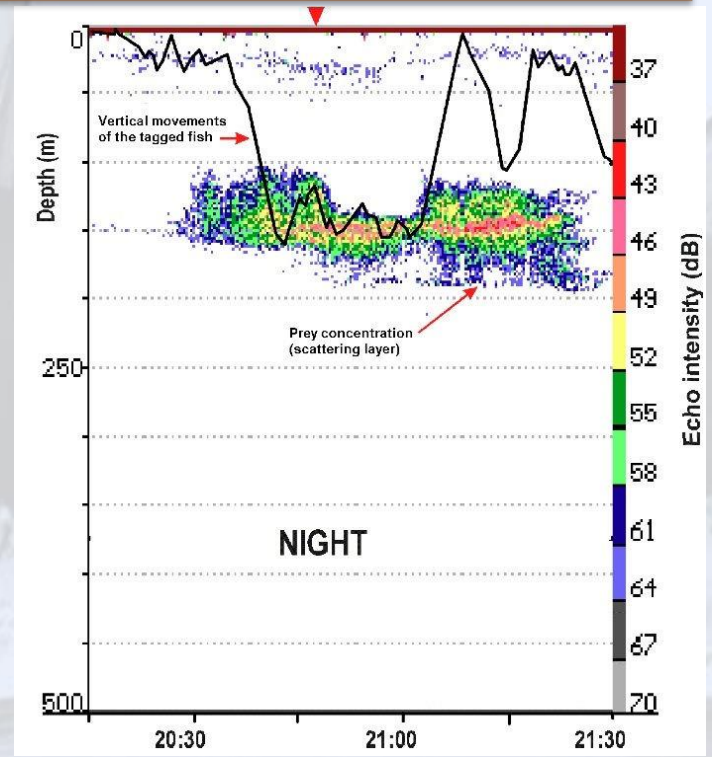 0
Depth (m)
Vertical movements
of the tagged fish
Prey concentration
(scattering layer)
250
NIGHT
500
20:30
21:00
21:30
37
40
43
46
49
52
55
58
61
64
67
70
Echo intensity (dB)